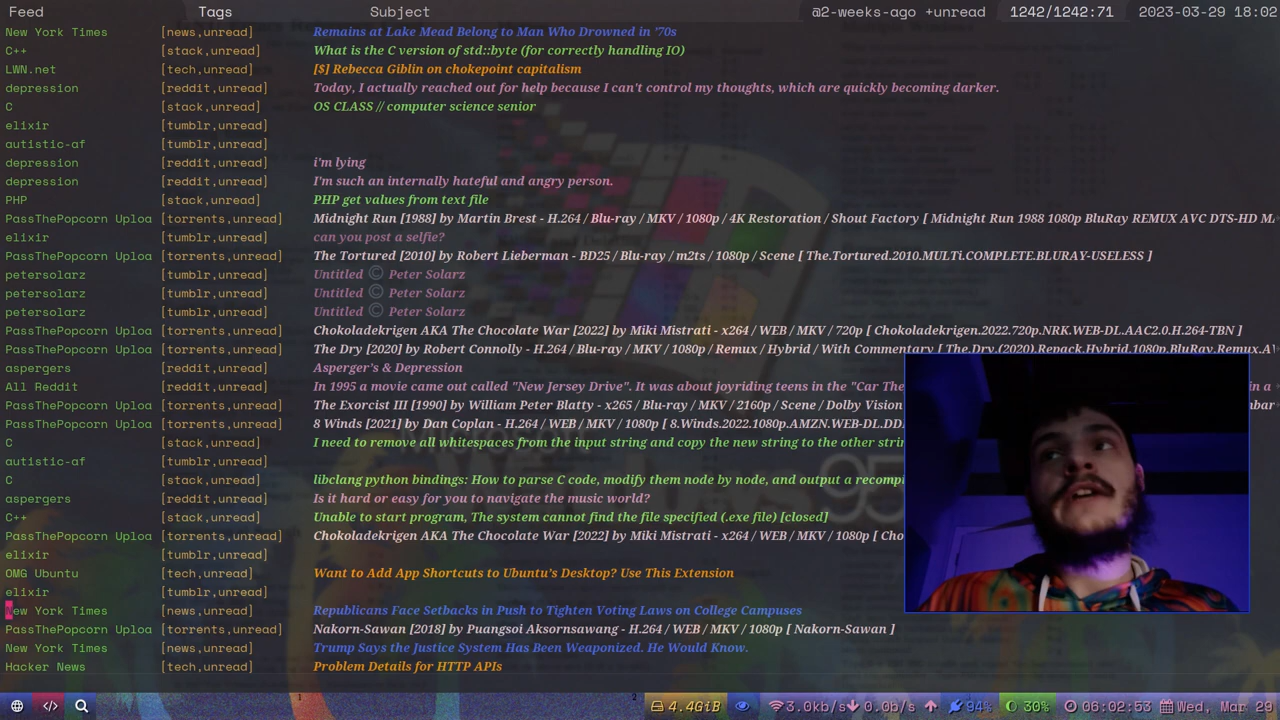 Feed Tags Subject @2-weeks-ago +unread 1242/1242:71 2023-03-29 18:02
New York Times [news,unread] Remains at Lake Mead Belong to Man Who Drowned in '70s
C++ [stack,unread] What is the C version of std::byte (for correctly handling IO)
LWN.net [tech,unread] [$] Rebecca Giblin on chokepoint capitalism
depression [reddit,unread] Today, I actually reached out for help because I can't control my thoughts, which are quickly becoming darker.
C [stack,unread] OS CLASS // computer science senior
elixir [tumblr,unread]
autistic-af [tumblr,unread]
depression [reddit,unread] i'm lying
depression [reddit,unread] I'm such an internally hateful and angry person.
PHP [stack,unread] PHP get values from text file
PassThePopcorn Uploa [torrents,unread] Midnight Run [1988] by Martin Brest - H.264 / Blu-ray / MKV / 1080p / 4K Restoration / Shout Factory [ Midnight Run 1988 1080p BluRay REMUX AVC DTS-HD MA
elixir [tumblr,unread] can you post a selfie?
PassThePopcorn Uploa [torrents,unread] The Tortured [2010] by Robert Lieberman - BD25 / Blu-ray / m2ts / 1080p / Scene [ The.Tortured.2010.MULTi.COMPLETE.BLURAY-USELESS ]
petersolarz [tumblr,unread] Untitled © Peter Solarz
petersolarz [tumblr,unread] Untitled © Peter Solarz
petersolarz [tumblr,unread] Untitled © Peter Solarz
PassThePopcorn Uploa [torrents,unread] Chokoladekrigen AKA The Chocolate War [2022] by Miki Mistrati - x264 / WEB / MKV / 720p [ Chokoladekrigen.2022.720p.NRK.WEB-DL.AAC2.0.H.264-TBN ]
PassThePopcorn Uploa [torrents,unread] The Dry [2020] by Robert Connolly - H.264 / Blu-ray / MKV / 1080p / Remux / Hybrid / With Commentary [ The.Dry.(2020).Repack.Hybrid.1080p.BluRay.Remux.A
aspergers [reddit,unread] Asperger's & Depression
All Reddit [reddit,unread] In 1995 a movie came out called "New Jersey Drive". It was about joyriding teens in the "Car The in a
PassThePopcorn Uploa [torrents,unread] The Exorcist III [1990] by William Peter Blatty - x265 / Blu-ray / MKV / 2160p / Scene / Dolby Vision
PassThePopcorn Uploa [torrents,unread] 8 Winds [2021] by Dan Coplan - H.264 / WEB / MKV / 1080p [ 8.Winds.2022.1080p.AMZN.WEB-DL.DD
C [stack,unread] I need to remove all whitespaces from the input string and copy the new string to the other strin
autistic-af [tumblr,unread]
C [stack,unread] libclang python bindings: How to parse C code, modify them node by node, and output a recompi
aspergers [reddit,unread] Is it hard or easy for you to navigate the music world?
C++ [stack,unread] Unable to start program, The system cannot find the file specified (.exe file) [closed]
PassThePopcorn Uploa [torrents,unread] Chokoladekrigen AKA The Chocolate War [2022] by Miki Mistrati - x264 / WEB / MKV / 1080p [ Cho
elixir [tumblr,unread]
OMG Ubuntu [tech,unread] Want to Add App Shortcuts to Ubuntu's Desktop? Use This Extension
elixir [tumblr,unread]
New York Times [news,unread] Republicans Face Setbacks in Push to Tighten Voting Laws on College Campuses
PassThePopcorn Uploa [torrents,unread] Nakorn-Sawan [2018] by Puangsoi Aksornsawang - H.264 / WEB / MKV / 1080p [ Nakorn-Sawan ]
New York Times [news,unread] Trump Says the Justice System Has Been Weaponized. He Would Know.
Hacker News [tech,unread] Problem Details for HTTP APIs
Microsoft
Windows 95
1 2 4.4GiB 3.0kb/s 0.0b/s 94% 30% 06:02:53 Wed, Mar 29